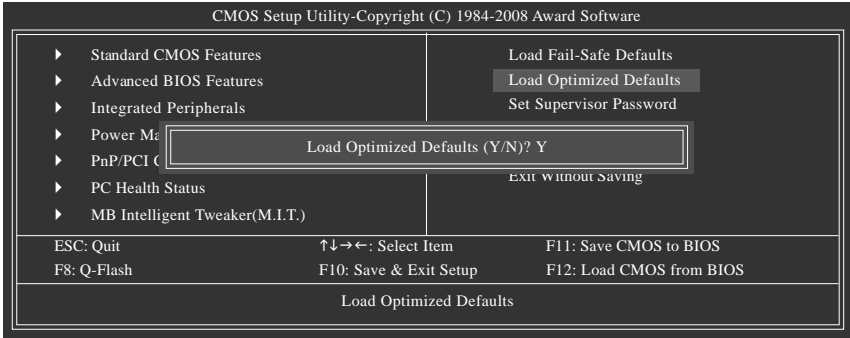 CMOS Setup Utility-Copyright (C) 1984-2008 Award Software
Standard CMOS Features
Advanced BIOS Features
Integrated Peripherals
Power
PnP/PCI
PC Health Status
MB Intelligent Tweaker(M.I.T.)
Load Fail-Safe Defaults
Load Optimized Defaults
Set Supervisor Password
Exit Without Saving
Load Optimized Defaults (Y/N)? Y
ESC: Quit ↑↓→←: Select Item F11: Save CMOS to BIOS
F8: Q-Flash F10: Save & Exit Setup F12: Load CMOS from BIOS
Load Optimized Defaults